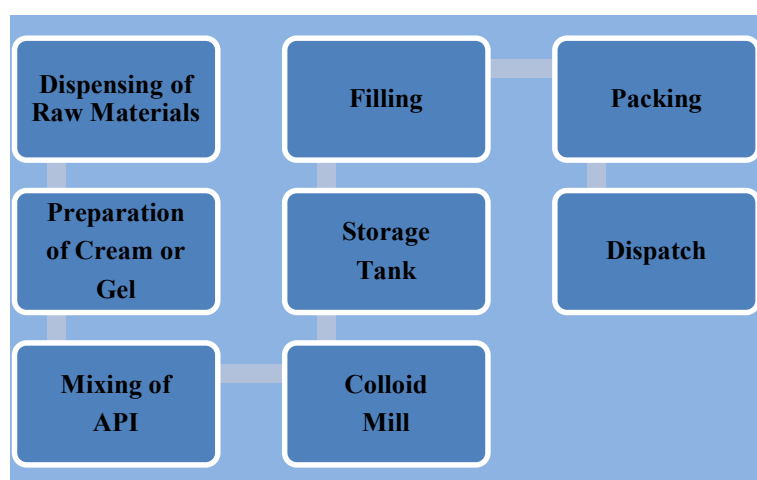 Dispensing of
Raw Materials
Preparation
of Cream or
Gel
Mixing of
API
Colloid
Mill
Storage
Tank
Filling
Packing
Dispatch